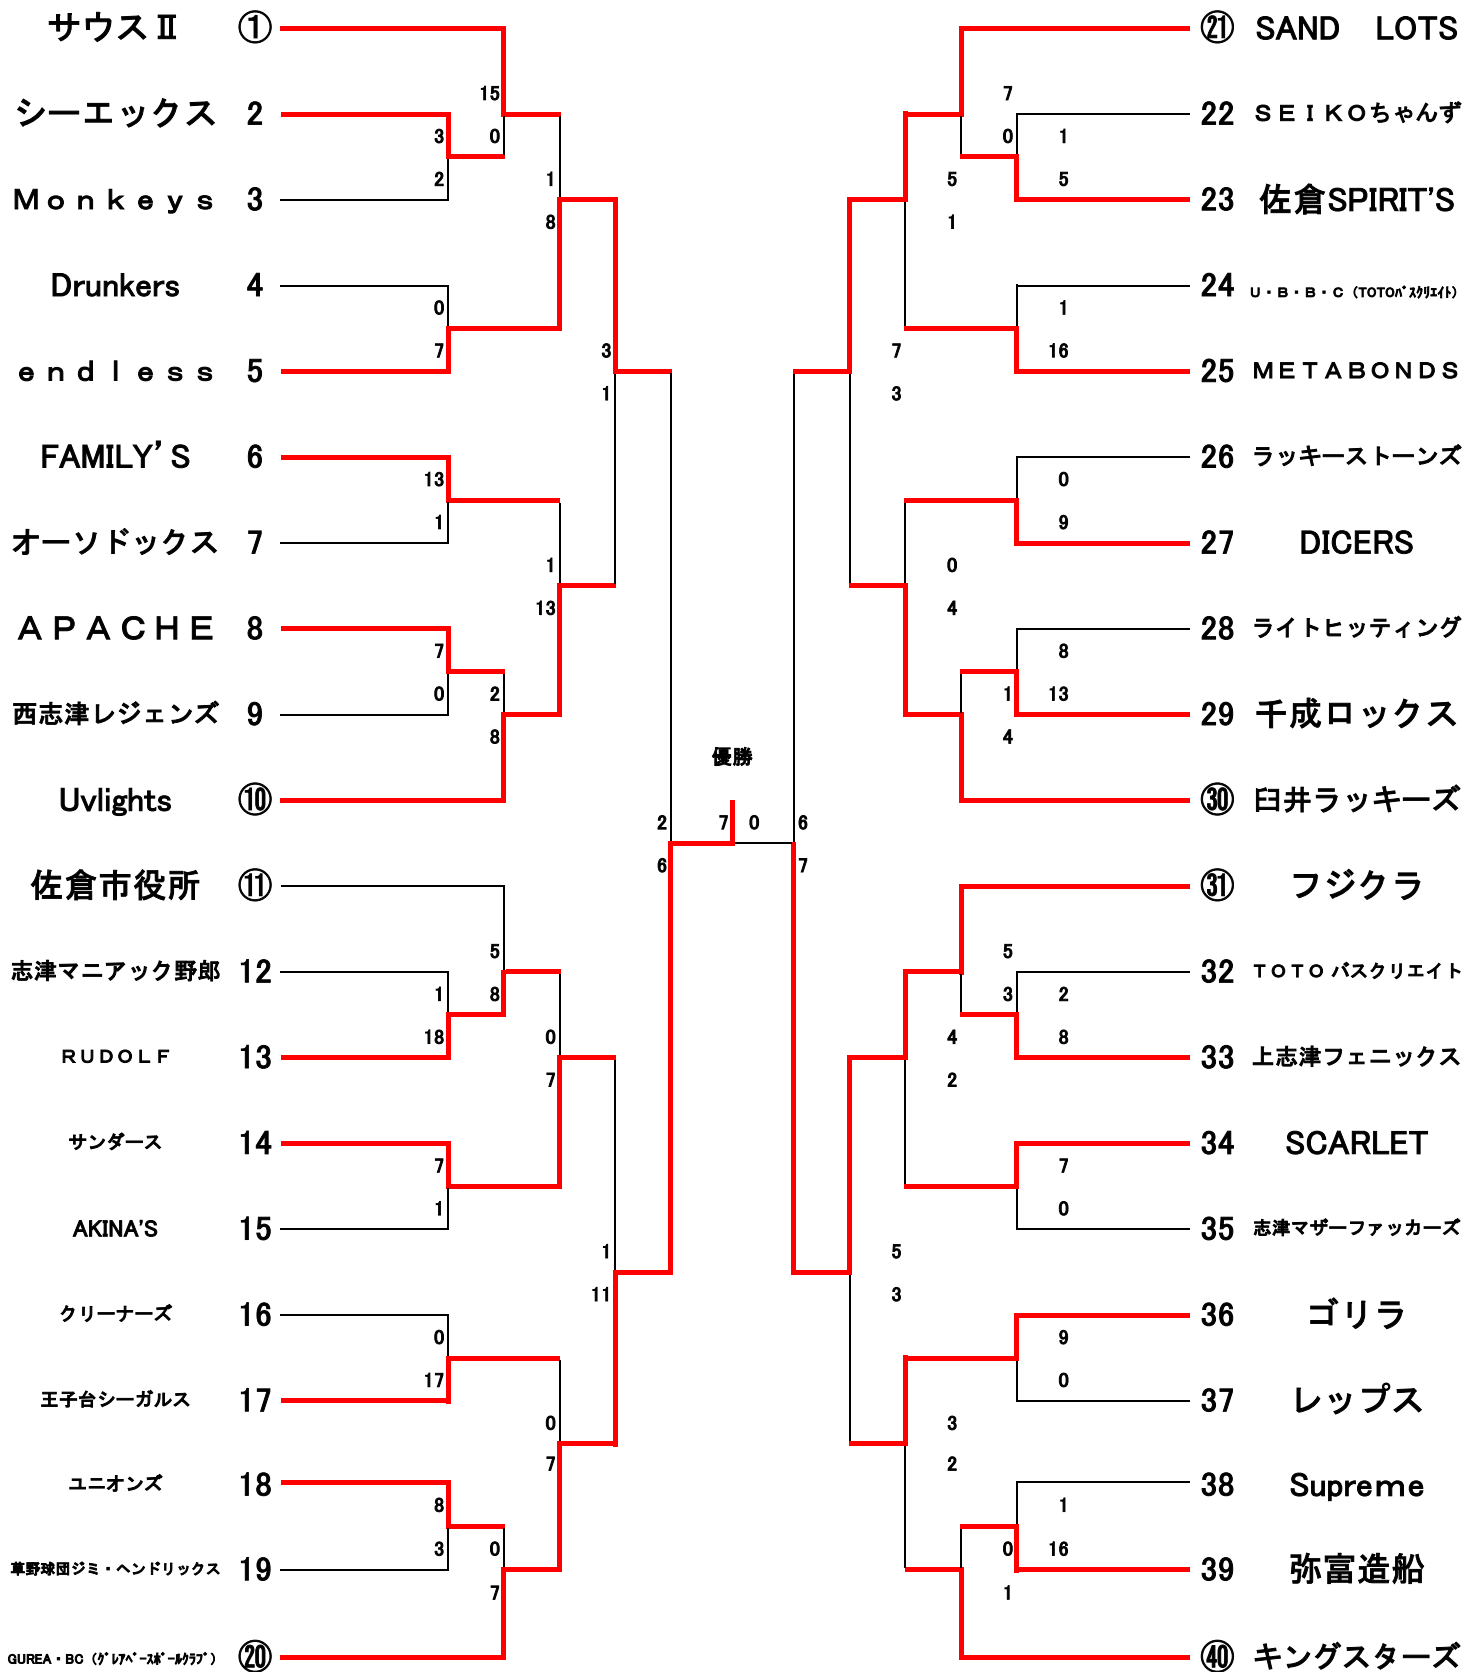 サウスⅡ ①
シーエックス 2
Monkeys 3
Drunkers 4
endless 5
FAMILY'S 6
オーソドックス 7
APACHE 8
西志津レジェンズ 9
Uvlights ⑩
佐倉市役所 ⑪
志津マニアック野郎 12
RUDOLF 13
サンダース 14
AKINA'S 15
クリーナーズ 16
王子台シーガルス 17
ユニオンズ 18
草野球団ジミ・ヘンドリックス 19
GUREA・BC(グレアベースボールクラブ) ⑳
15
3 0
2
1
8
0
7
3
1
13
1
1
13
7
0 2
8
2
6
5
1 8
18
0
7
7
1
1
11
0
17
0
7
8
3 0
7
優勝
7 0
6
7
7
0 1
5
5
1
1
16
7
3
0
9
0
4
8
1 13
4
5
3 2
8
4
2
7
0
5
3
9
0
3
2
1
0 16
1
㉑ SAND LOTS
22 SEIKOちゃんず
23 佐倉SPIRIT'S
24 U・B・B・C(TOTOバスクリエイト)
25 METABONDS
26 ラッキーストーンズ
27 DICERS
28 ライトヒッティング
29 千成ロックス
㉚ 臼井ラッキーズ
㉛ フジクラ
32 TOTOバスクリエイト
33 上志津フェニックス
34 SCARLET
35 志津マザーファッカーズ
36 ゴリラ
37 レップス
38 Supreme
39 弥富造船
㊵ キングスターズ